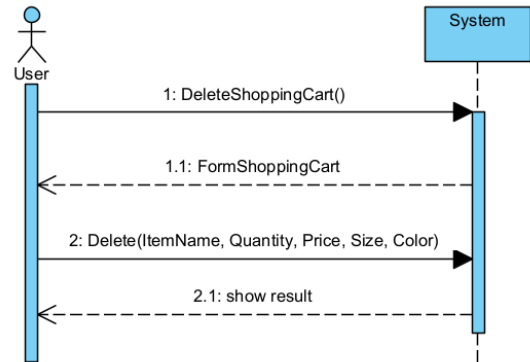 System
User
1: DeleteShoppingCart()
1.1: FormShoppingCart
2: Delete(ItemName, Quantity, Price, Size, Color)
2.1: show result